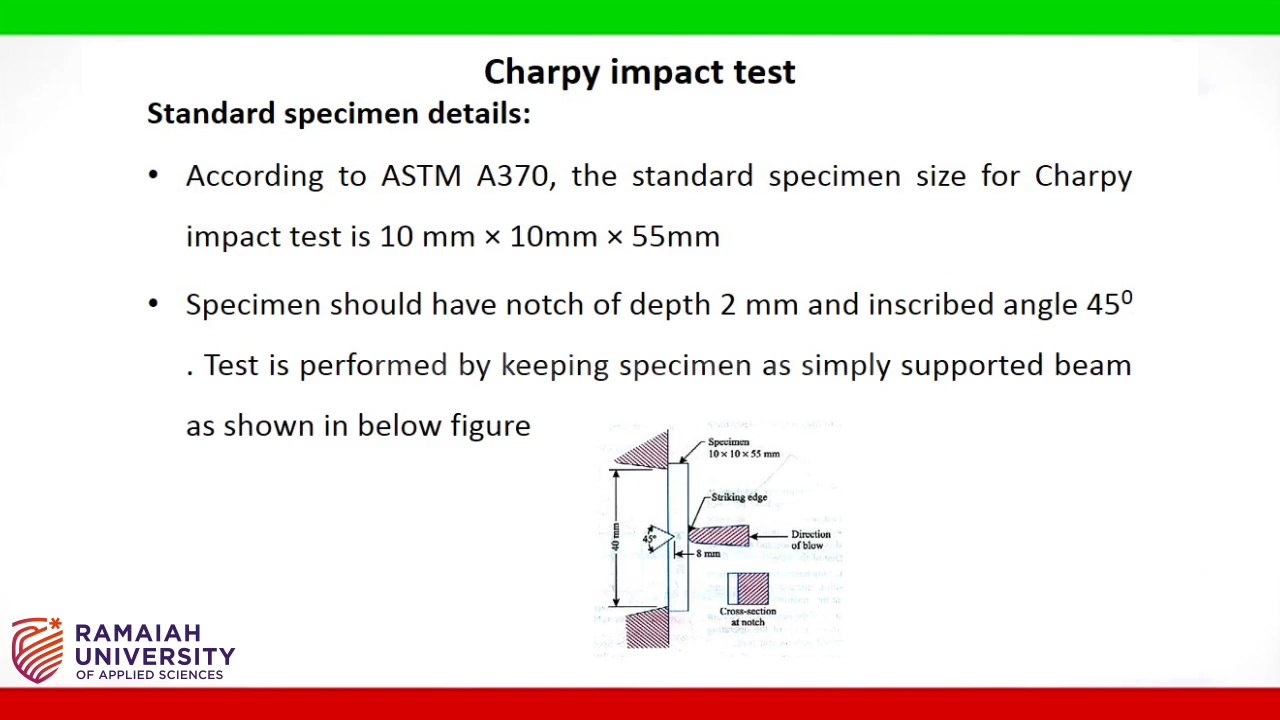 Charpy impact test
Standard specimen details:
• According to ASTM A370, the standard specimen size for Charpy
impact test is 10 mm × 10mm × 55mm
• Specimen should have notch of depth 2 mm and inscribed angle 45⁰
. Test is performed by keeping specimen as simply supported beam
as shown in below figure
Specimen
10 × 10 × 55 mm
Striking edge
40 mm
45°
Direction
of blow
8 mm
Cross-section
at notch
RAMAIAH
UNIVERSITY
OF APPLIED SCIENCES